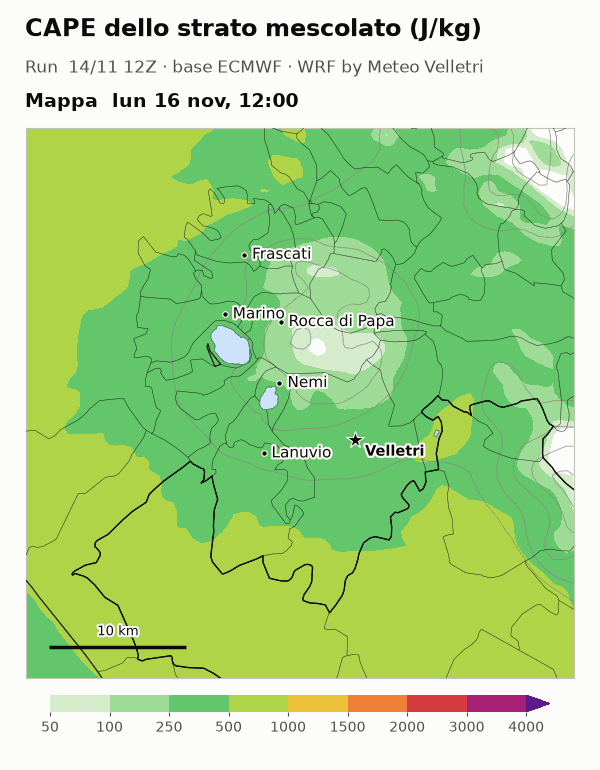 CAPE dello strato mescolato (J/kg)
Run 14/11 12Z · base ECMWF · WRF by Meteo Velletri
Mappa lun 16 nov, 12:00
Frascati
Marino
Rocca di Papa
Nemi
Velletri
Lanuvio
10 km
50 100 250 500 1000 1500 2000 3000 4000